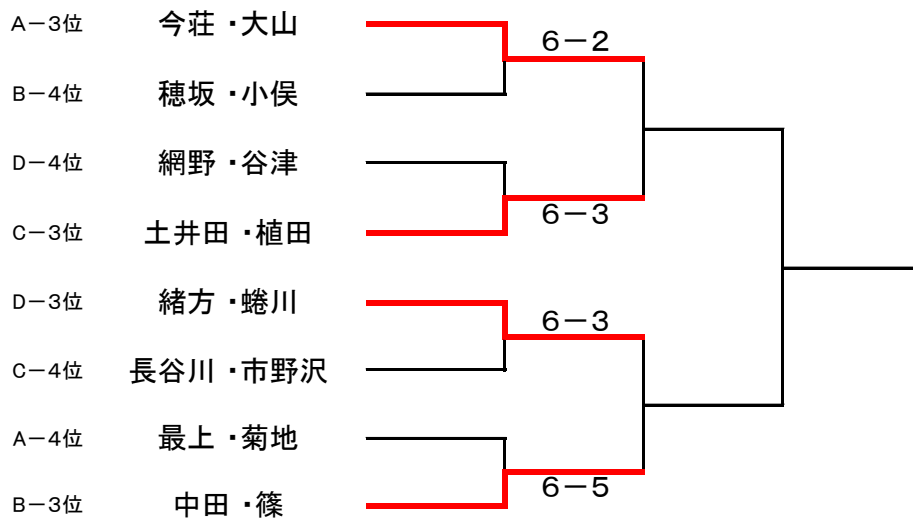 A－3位 今荘 ・大山
6－2
B－4位 穂坂 ・小俣
D－4位 網野 ・谷津
6－3
C－3位 土井田 ・植田
D－3位 緒方 ・蜷川
6－3
C－4位 長谷川 ・市野沢
A－4位 最上 ・菊地
6－5
B－3位 中田 ・篠